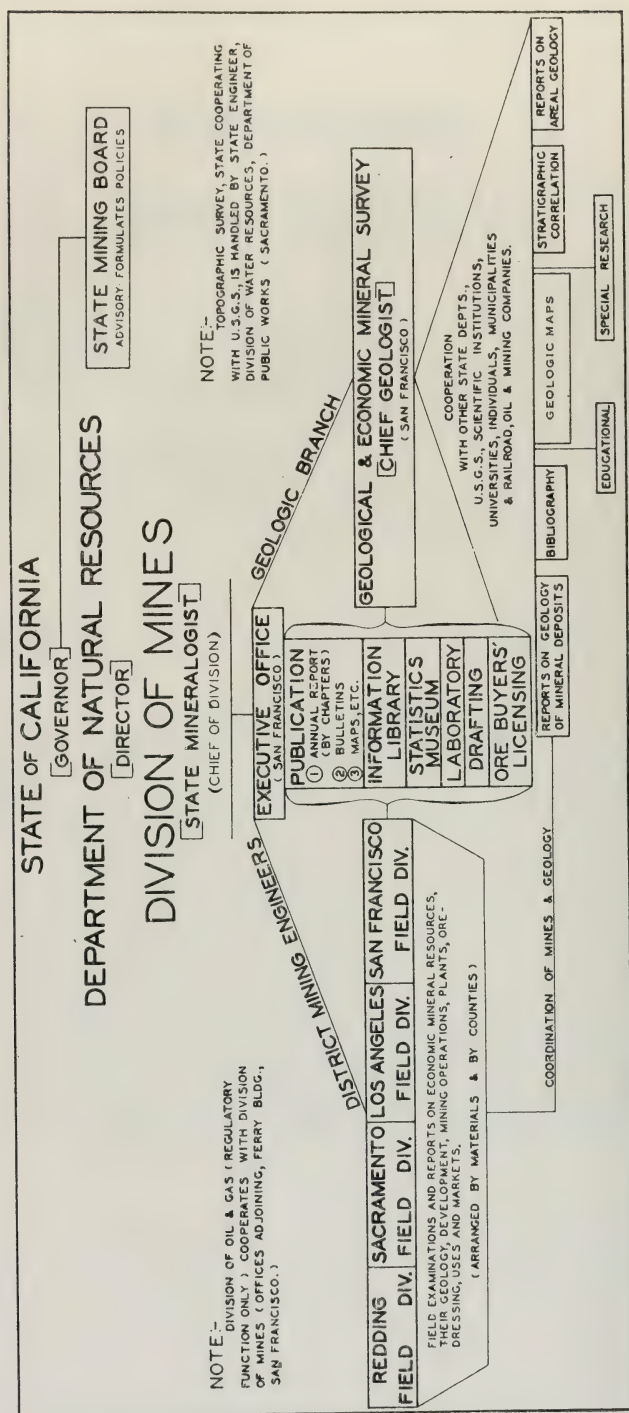 STATE OF CALIFORNIA
GOVERNOR
DEPARTMENT OF NATURAL RESOURCES
DIRECTOR
STATE MINING BOARD
ADVISORY-FORMULATES POLICIES
DIVISION OF MINES
STATE MINERALOGIST
(CHIEF OF DIVISION)
NOTE:-
DIVISION OF OIL & GAS (REGULATORY
FUNCTION ONLY) COOPERATES WITH DIVISION
OF MINES (OFFICES ADJOINING, FERRY BLDG.,
SAN FRANCISCO.)
NOTE:-
TOPOGRAPHIC SURVEY, STATE COOPERATING
WITH U.S.G.S., IS HANDLED BY STATE ENGINEER,
DIVISION OF WATER RESOURCES, DEPARTMENT OF
PUBLIC WORKS (SACRAMENTO.)
DISTRICT MINING ENGINEERS
GEOLOGIC BRANCH
EXECUTIVE OFFICE
(SAN FRANCISCO)
PUBLICATION
① ANNUAL REPORT
(BY CHAPTERS)
② BULLETINS
③ MAPS, ETC.
INFORMATION
LIBRARY
STATISTICS
MUSEUM
LABORATORY
DRAFTING
ORE BUYERS'
LICENSING
REDDING
FIELD DIV.
SACRAMENTO
FIELD DIV.
LOS ANGELES
FIELD DIV.
SAN FRANCISCO
FIELD DIV.
FIELD EXAMINATIONS AND REPORTS ON ECONOMIC MINERAL RESOURCES,
THEIR GEOLOGY, DEVELOPMENT, MINING OPERATIONS, PLANTS, ORE-
DRESSING, USES AND MARKETS.
(ARRANGED BY MATERIALS & BY COUNTIES)
GEOLOGICAL & ECONOMIC MINERAL SURVEY
CHIEF GEOLOGIST
(SAN FRANCISCO)
COOPERATION
WITH OTHER STATE DEPTS.,
U.S.G.S., SCIENTIFIC INSTITUTIONS,
UNIVERSITIES, INDIVIDUALS, MUNICIPALITIES
& RAILROAD, OIL & MINING COMPANIES.
COORDINATION OF MINES & GEOLOGY
REPORTS ON GEOLOGY
OF MINERAL DEPOSITS
BIBLIOGRAPHY
GEOLOGIC MAPS
STRATIGRAPHIC
CORRELATION
REPORTS ON
AREAL GEOLOGY
EDUCATIONAL
SPECIAL RESEARCH